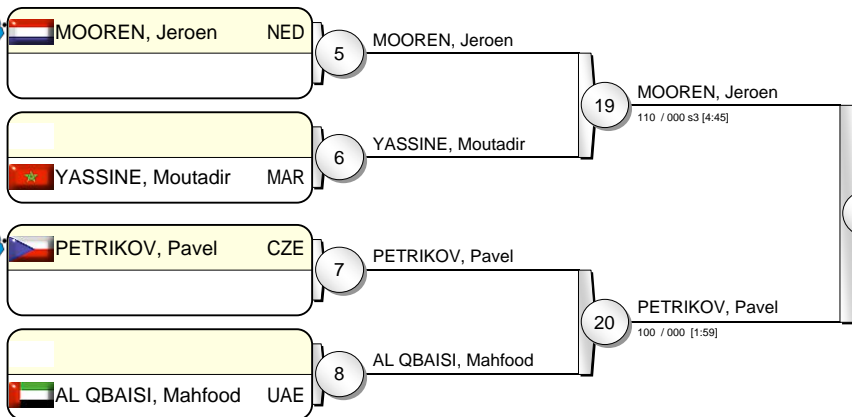 MOOREN, Jeroen NED
5
MOOREN, Jeroen
19
MOOREN, Jeroen
110 / 000 s3 [4:45]
6
YASSINE, Moutadir
YASSINE, Moutadir MAR
PETRIKOV, Pavel CZE
7
PETRIKOV, Pavel
20
PETRIKOV, Pavel
100 / 000 [1:59]
8
AL QBAISI, Mahfood
AL QBAISI, Mahfood UAE